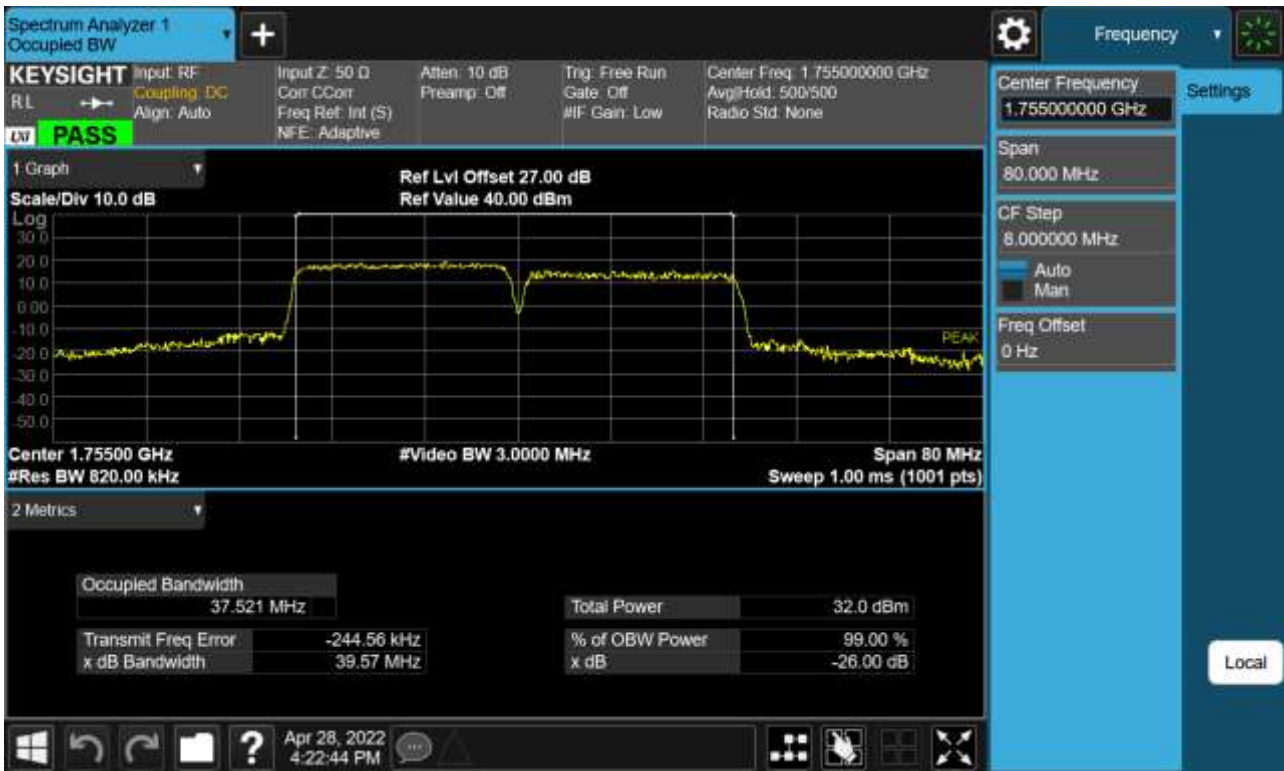 Spectrum Analyzer 1
Occupied BW
Frequency
KEYSIGHT
RL
PASS
Input: RF
Coupling: DC
Align: Auto
Input Z: 50 Ω
Corr CCorr
Freq Ref: Int (S)
NFE: Adaptive
Atten: 10 dB
Preamp: Off
Trig: Free Run
Gate: Off
#IF Gain: Low
Center Freq: 1.755000000 GHz
Avg|Hold: 500/500
Radio Std: None
Center Frequency
1.755000000 GHz
Settings
Span
80.000 MHz
CF Step
8.000000 MHz
Auto
Man
Freq Offset
0 Hz
1 Graph
Scale/Div 10.0 dB
Ref Lvl Offset 27.00 dB
Ref Value 40.00 dBm
Log
30.0
20.0
10.0
0.00
-10.0
-20.0
-30.0
-40.0
-50.0
PEAK
Center 1.75500 GHz
#Video BW 3.0000 MHz
Span 80 MHz
#Res BW 820.00 kHz
Sweep 1.00 ms (1001 pts)
2 Metrics
Occupied Bandwidth
37.521 MHz
Total Power 32.0 dBm
Transmit Freq Error -244.56 kHz
% of OBW Power 99.00 %
x dB Bandwidth 39.57 MHz
x dB -26.00 dB
Local
Apr 28, 2022
4:22:44 PM